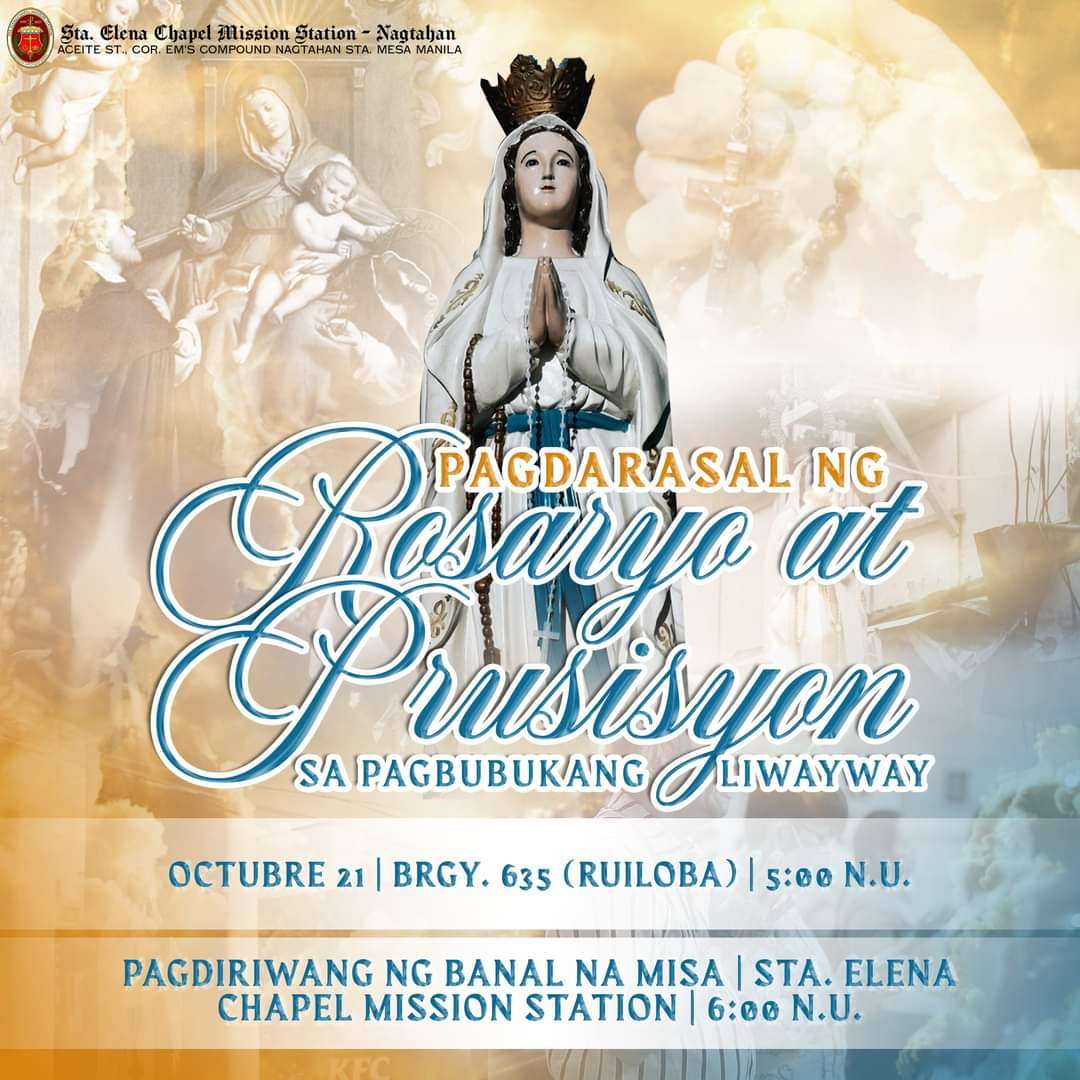 Sta. Elena Chapel Mission Station - Nagtahan
ACEITE ST., COR. EM'S COMPOUND NAGTAHAN STA. MESA MANILA
PAGDARASAL NG
Rosaryo at
Prusisyon
SA PAGBUBUKANG LIWAYWAY
OCTUBRE 21 | BRGY. 635 (RUILOBA) | 5:00 N.U.
PAGDIRIWANG NG BANAL NA MISA | STA. ELENA
CHAPEL MISSION STATION | 6:00 N.U.
KFC